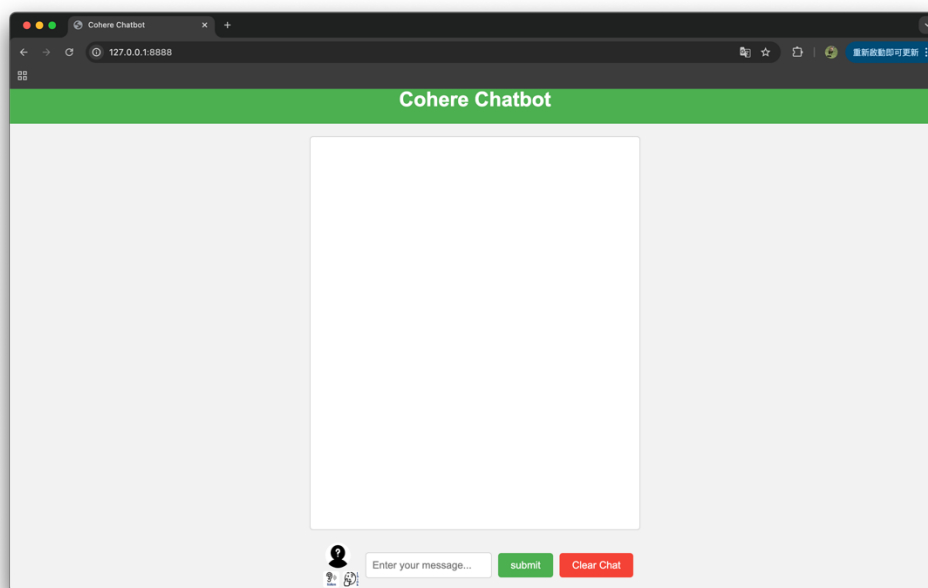 Cohere Chatbot
127.0.0.1:8888
重新啟動即可更新
Cohere Chatbot
?
Enter your message...
submit
Clear Chat